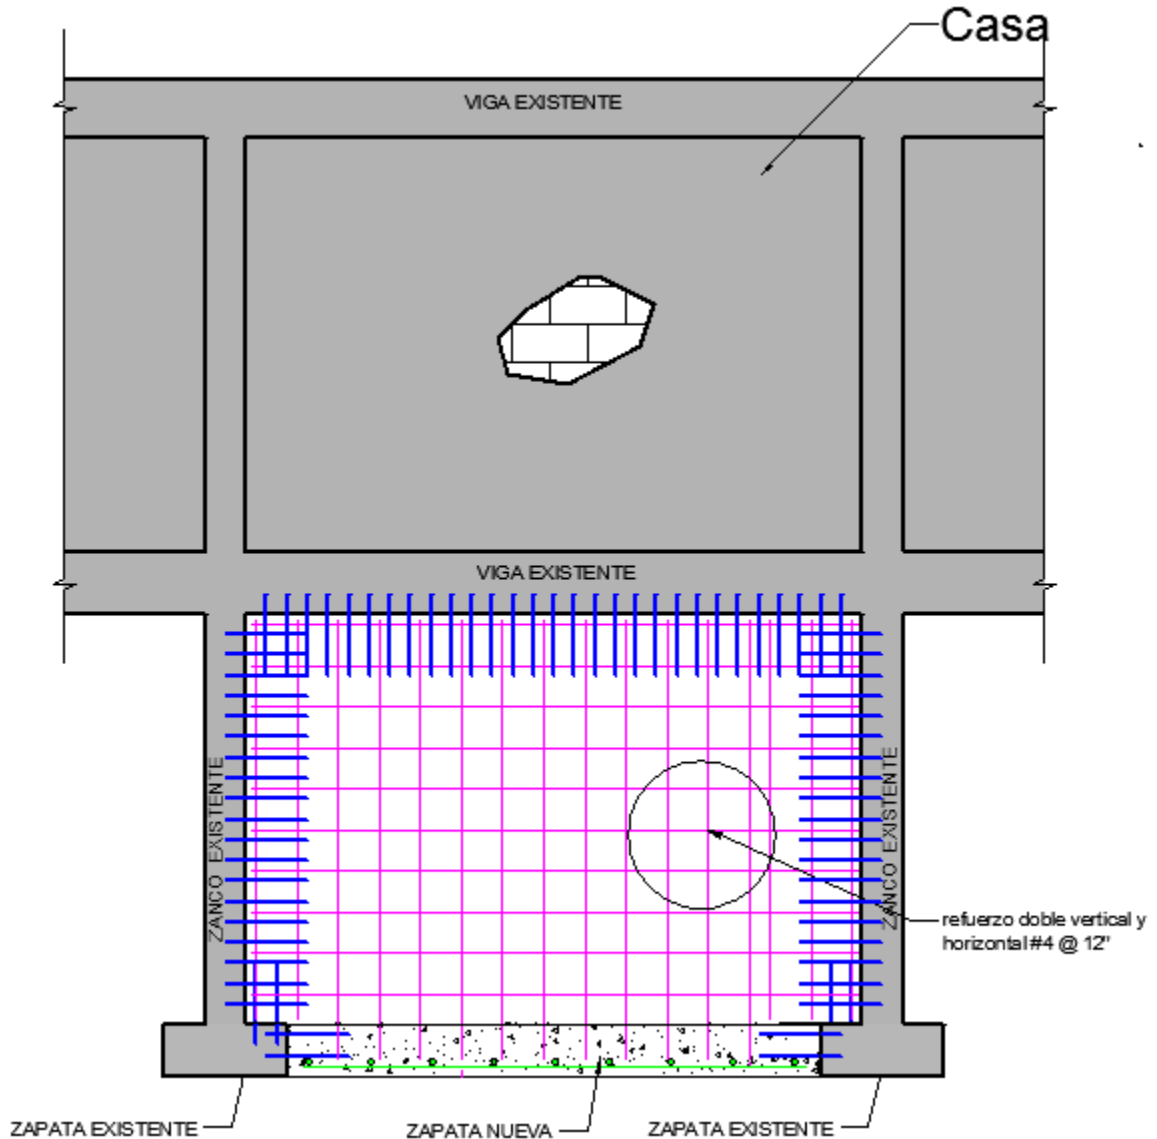 Casa
VIGA EXISTENTE
VIGA EXISTENTE
ZANCO EXISTENTE
ZANCO EXISTENTE
refuerzo doble vertical y
horizontal #4 @ 12"
ZAPATA EXISTENTE
ZAPATA NUEVA
ZAPATA EXISTENTE